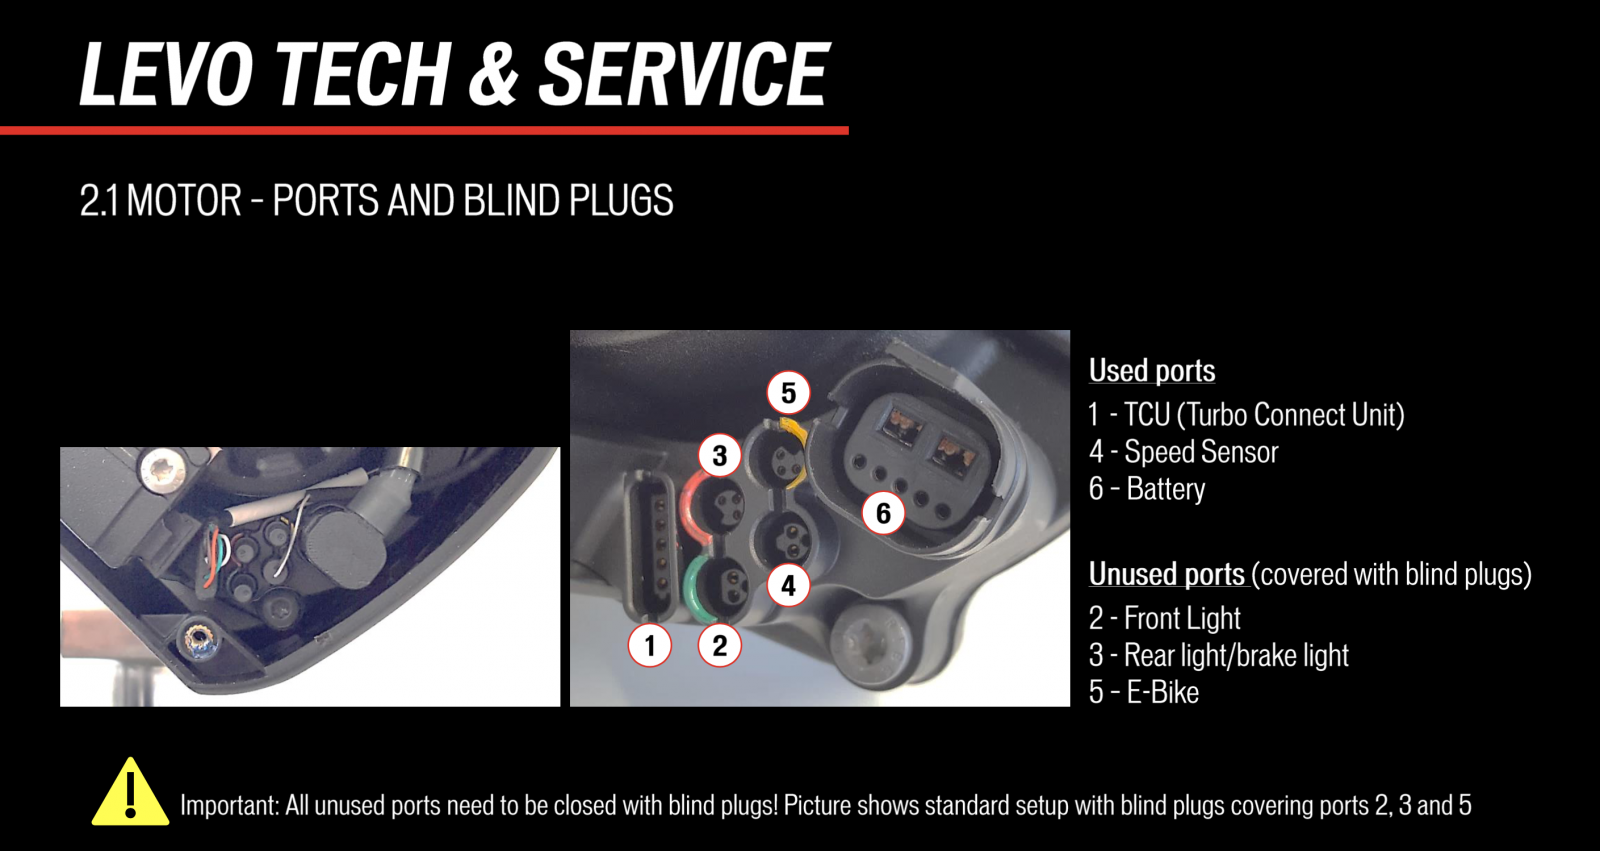 LEVO TECH & SERVICE
2.1 MOTOR - PORTS AND BLIND PLUGS
5
3
6
4
1
2
Used ports
1 - TCU (Turbo Connect Unit)
4 - Speed Sensor
6 - Battery
Unused ports (covered with blind plugs)
2 - Front Light
3 - Rear light/brake light
5 - E-Bike
Important: All unused ports need to be closed with blind plugs! Picture shows standard setup with blind plugs covering ports 2, 3 and 5